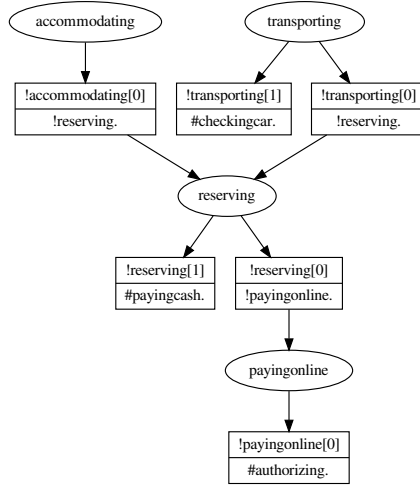 accommodating
transporting
!accommodating[0]
!reserving.
!transporting[1]
#checkingcar.
!transporting[0]
!reserving.
reserving
!reserving[1]
#payingcash.
!reserving[0]
!payingonline.
payingonline
!payingonline[0]
#authorizing.